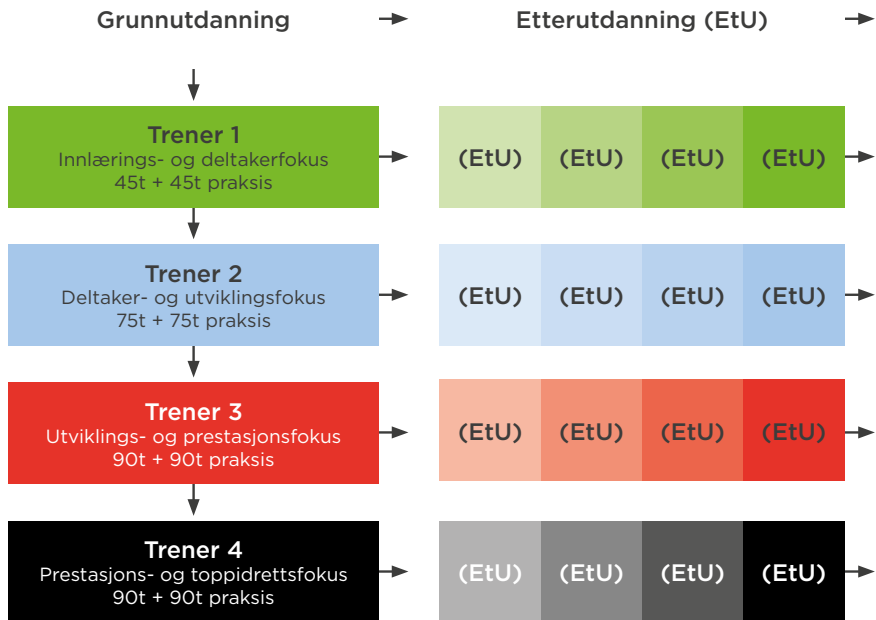 Grunnutdanning
Etterutdanning (EtU)
Trener 1
Innlærings- og deltakerfokus
45t + 45t praksis
(EtU) (EtU) (EtU) (EtU)
Trener 2
Deltaker- og utviklingsfokus
75t + 75t praksis
(EtU) (EtU) (EtU) (EtU)
Trener 3
Utviklings- og prestasjonsfokus
90t + 90t praksis
(EtU) (EtU) (EtU) (EtU)
Trener 4
Prestasjons- og toppidrettsfokus
90t + 90t praksis
(EtU) (EtU) (EtU) (EtU)